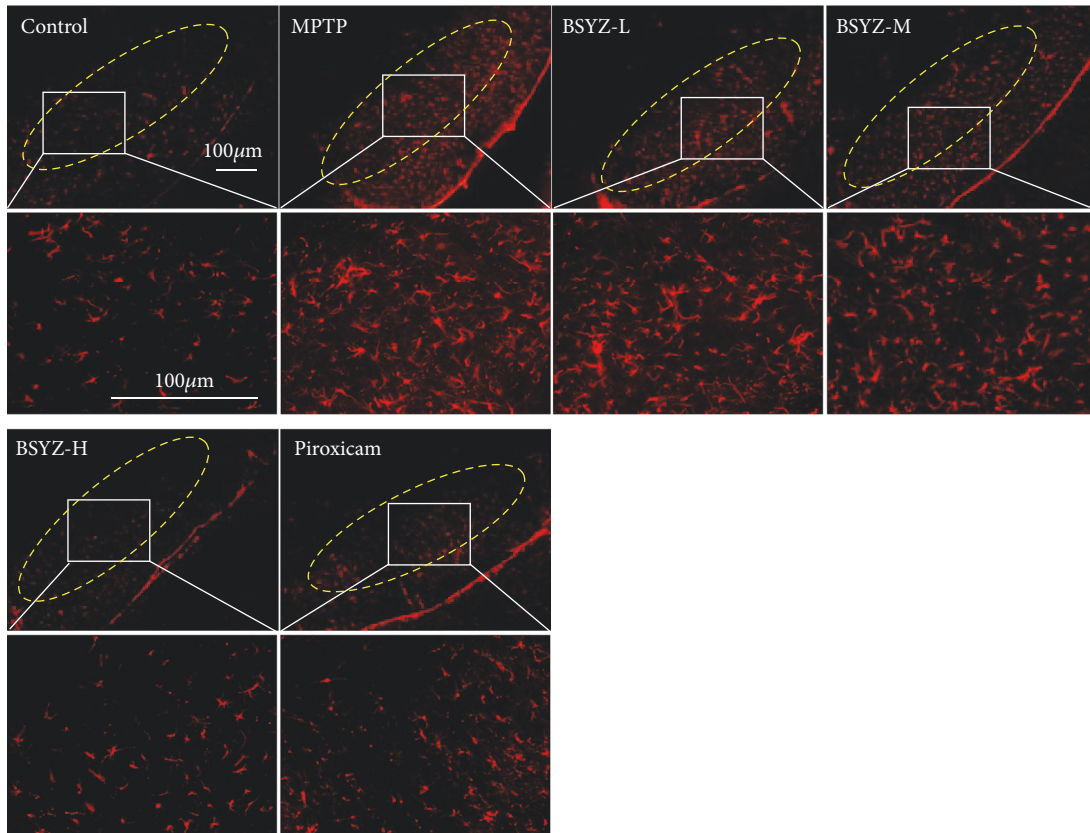 Control
MPTP
BSYZ-L
BSYZ-M
100μm
100μm
BSYZ-H
Piroxicam